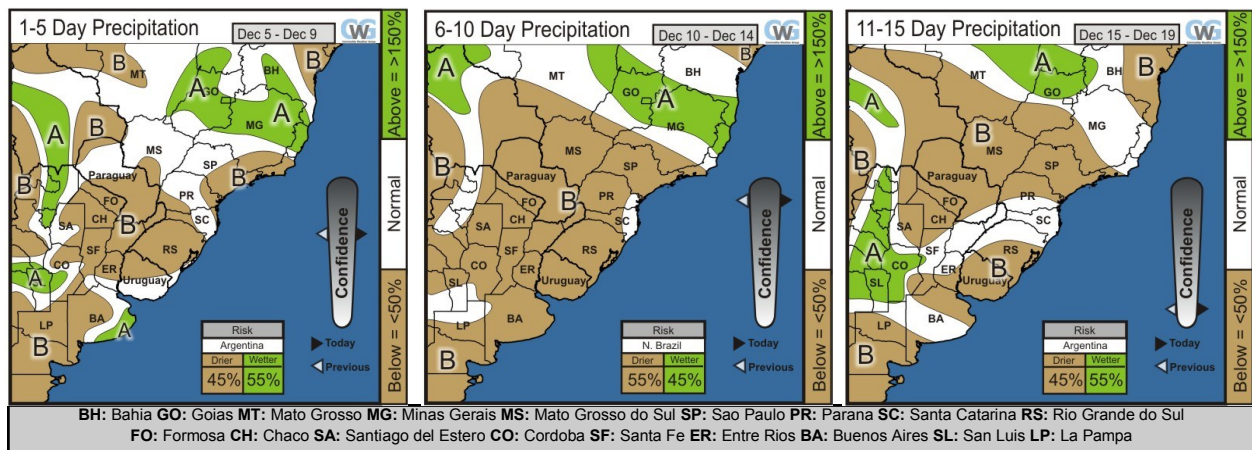 1-5 Day Precipitation
Dec 5 - Dec 9
CWG
B
MT
A
GO
BH
B
A
MG
A
B
MS
SP
B
B
Paraguay
PR
FO
SC
SA
CH
B
SF
RS
CO
ER
A
Uruguay
BA
LP
A
B
Confidence
Today
Previous
Risk
Argentina
Drier
Wetter
45%
55%
Above = >150%
Normal
Below = <50%
6-10 Day Precipitation
Dec 10 - Dec 14
CWG
A
MT
BH
B
GO
A
MG
B
MS
SP
Paraguay
B
PR
FO
SC
SA
CH
SF
RS
CO
ER
SL
Uruguay
BA
LP
B
Confidence
Today
Previous
Risk
N. Brazil
Drier
Wetter
55%
45%
Above = >150%
Normal
Below = <50%
11-15 Day Precipitation
Dec 15 - Dec 19
CWG
MT
A
GO
BH
B
A
MG
B
MS
B
SP
Paraguay
PR
FO
SC
SA
CH
SF
RS
A
CO
ER
B
SL
Uruguay
BA
LP
B
Confidence
Today
Previous
Risk
Argentina
Drier
Wetter
45%
55%
Above = >150%
Normal
Below = <50%
BH: Bahia GO: Goias MT: Mato Grosso MG: Minas Gerais MS: Mato Grosso do Sul SP: Sao Paulo PR: Parana SC: Santa Catarina RS: Rio Grande do Sul
FO: Formosa CH: Chaco SA: Santiago del Estero CO: Cordoba SF: Santa Fe ER: Entre Rios BA: Buenos Aires SL: San Luis LP: La Pampa